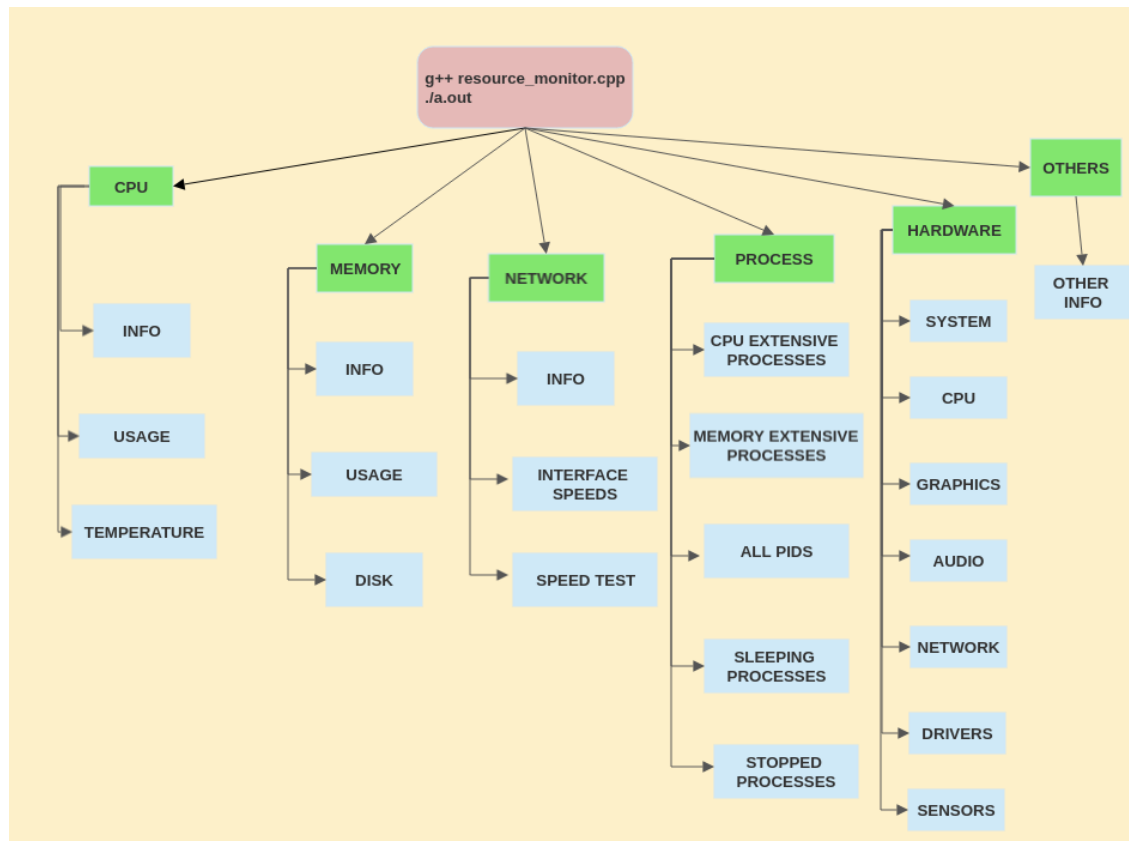 g++ resource_monitor.cpp
./a.out
CPU
INFO
USAGE
TEMPERATURE
MEMORY
INFO
USAGE
DISK
NETWORK
INFO
INTERFACE
SPEEDS
SPEED TEST
PROCESS
CPU EXTENSIVE
PROCESSES
MEMORY EXTENSIVE
PROCESSES
ALL PIDS
SLEEPING
PROCESSES
STOPPED
PROCESSES
HARDWARE
SYSTEM
CPU
GRAPHICS
AUDIO
NETWORK
DRIVERS
SENSORS
OTHERS
OTHER
INFO